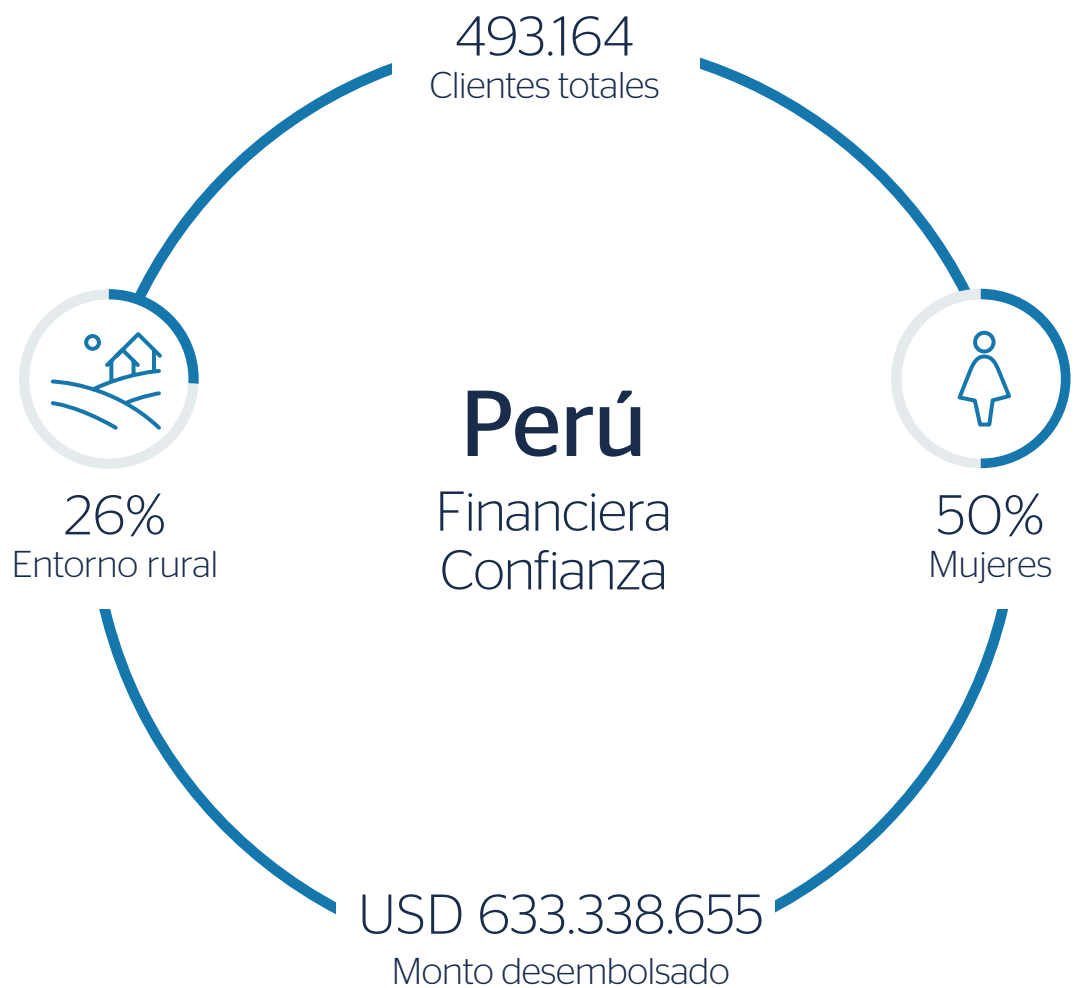 493.164
Clientes totales
Perú
Financiera
Confianza
26%
Entorno rural
50%
Mujeres
USD 633.338.655
Monto desembolsado